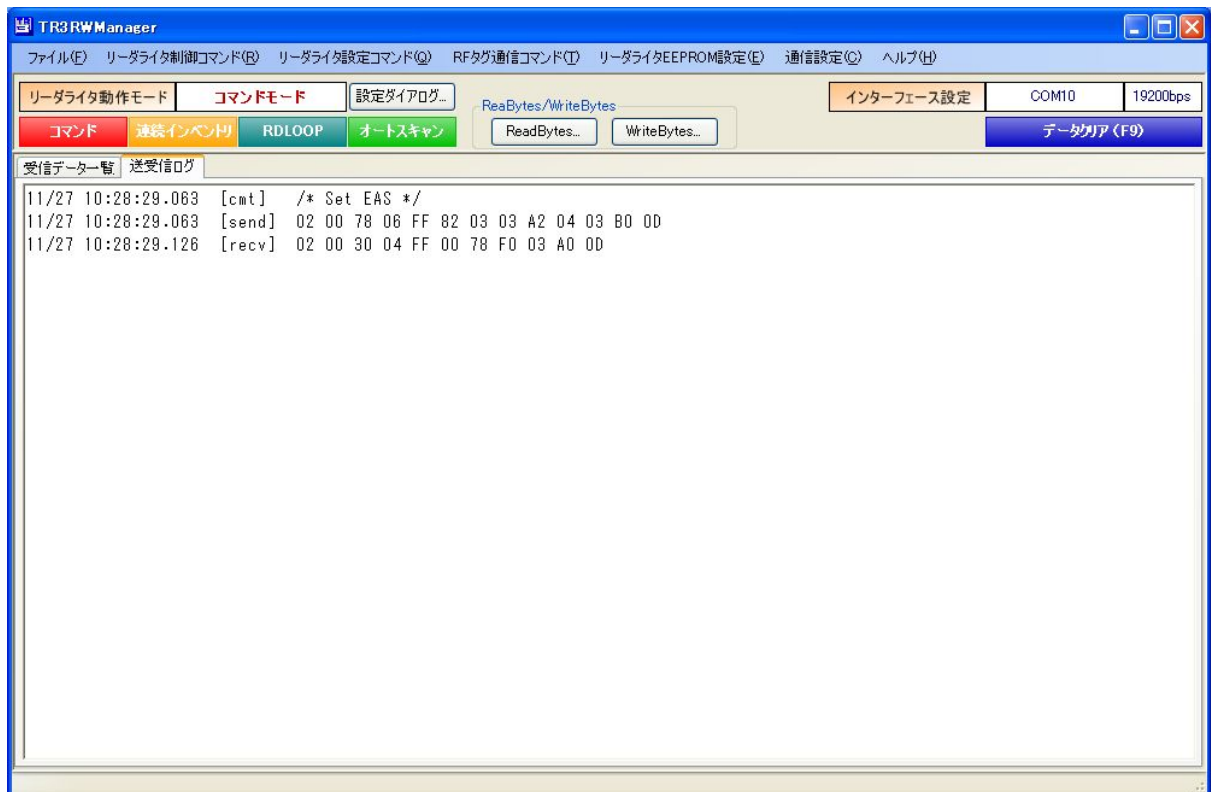 TR3RWManager
ファイル(F) リーダライタ制御コマンド(R) リーダライタ設定コマンド(Q) RFタグ通信コマンド(T) リーダライタEEPROM設定(E) 通信設定(C) ヘルプ(H)
リーダライタ動作モード コマンドモード 設定ダイアログ... ReaBytes/WriteBytes インターフェース設定 COM10 19200bps
コマンド 連続インベントリ RDLOOP オートスキャン ReadBytes... WriteBytes... データクリア(F9)
受信データ一覧 送受信ログ
11/27 10:28:29.063 [cmt] /* Set EAS */
11/27 10:28:29.063 [send] 02 00 78 06 FF 82 03 03 A2 04 03 B0 0D
11/27 10:28:29.126 [recv] 02 00 30 04 FF 00 78 F0 03 A0 0D